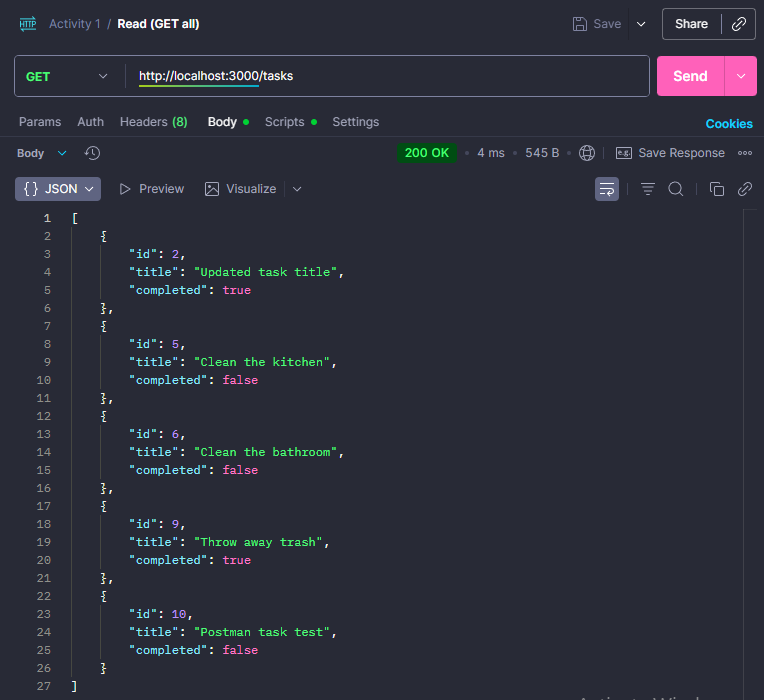 HTTP Activity 1 / Read (GET all) Save Share
GET http://localhost:3000/tasks Send
Params Auth Headers (8) Body Scripts Settings
Cookies
Body 200 OK 4 ms 545 B e.g. Save Response
{} JSON Preview Visualize
1 [
2 {
3 "id": 2,
4 "title": "Updated task title",
5 "completed": true
6 },
7 {
8 "id": 5,
9 "title": "Clean the kitchen",
10 "completed": false
11 },
12 {
13 "id": 6,
14 "title": "Clean the bathroom",
15 "completed": false
16 },
17 {
18 "id": 9,
19 "title": "Throw away trash",
20 "completed": true
21 },
22 {
23 "id": 10,
24 "title": "Postman task test",
25 "completed": false
26 }
27 ]